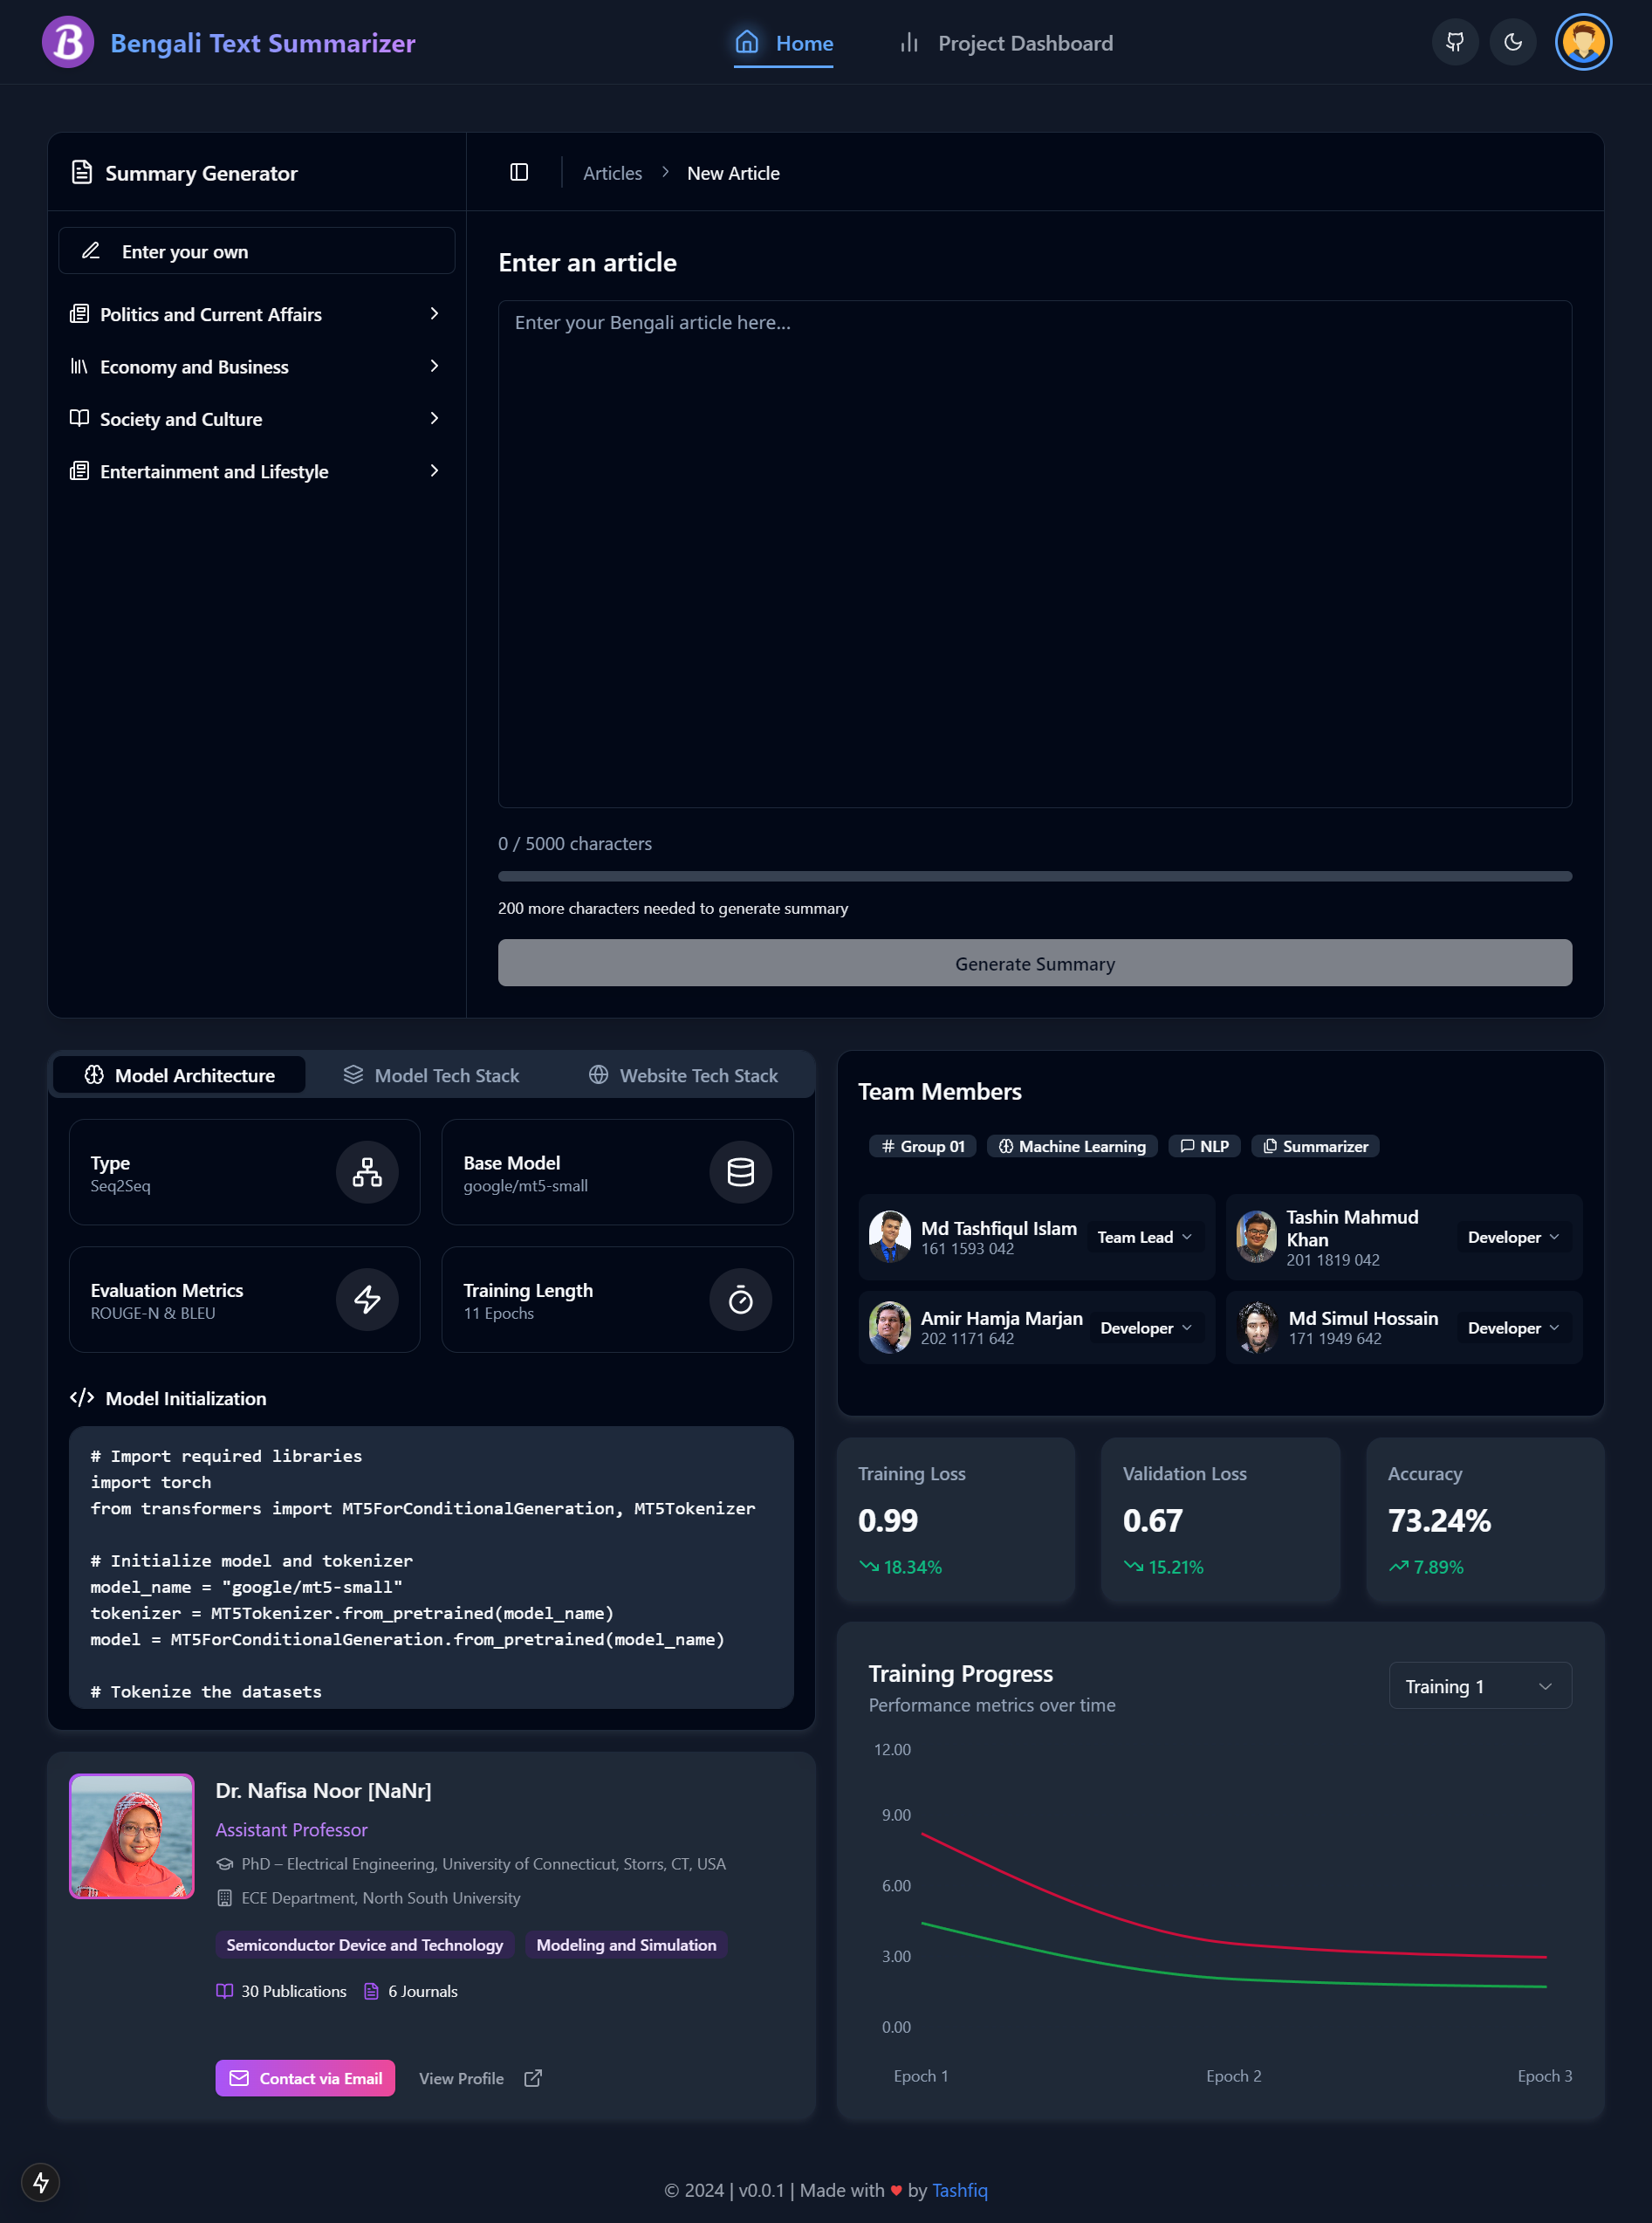 B Bengali Text Summarizer
Home
Project Dashboard
Summary Generator
Articles > New Article
Enter your own
Politics and Current Affairs
Economy and Business
Society and Culture
Entertainment and Lifestyle
Enter an article
Enter your Bengali article here...
0 / 5000 characters
200 more characters needed to generate summary
Generate Summary
Model Architecture
Model Tech Stack
Website Tech Stack
Type
Seq2Seq
Base Model
google/mt5-small
Evaluation Metrics
ROUGE-N & BLEU
Training Length
11 Epochs
Model Initialization
# Import required libraries
import torch
from transformers import MT5ForConditionalGeneration, MT5Tokenizer
# Initialize model and tokenizer
model_name = "google/mt5-small"
tokenizer = MT5Tokenizer.from_pretrained(model_name)
model = MT5ForConditionalGeneration.from_pretrained(model_name)
# Tokenize the datasets
Dr. Nafisa Noor [NaNr]
Assistant Professor
PhD – Electrical Engineering, University of Connecticut, Storrs, CT, USA
ECE Department, North South University
Semiconductor Device and Technology
Modeling and Simulation
30 Publications
6 Journals
Contact via Email
View Profile
Team Members
# Group 01
Machine Learning
NLP
Summarizer
Md Tashfiqul Islam
161 1593 042
Team Lead
Tashin Mahmud
Khan
201 1819 042
Developer
Amir Hamja Marjan
202 1171 642
Developer
Md Simul Hossain
171 1949 642
Developer
Training Loss
0.99
18.34%
Validation Loss
0.67
15.21%
Accuracy
73.24%
7.89%
Training Progress
Performance metrics over time
Training 1
12.00
9.00
6.00
3.00
0.00
Epoch 1
Epoch 2
Epoch 3
© 2024 | v0.0.1 | Made with ♥ by Tashfiq